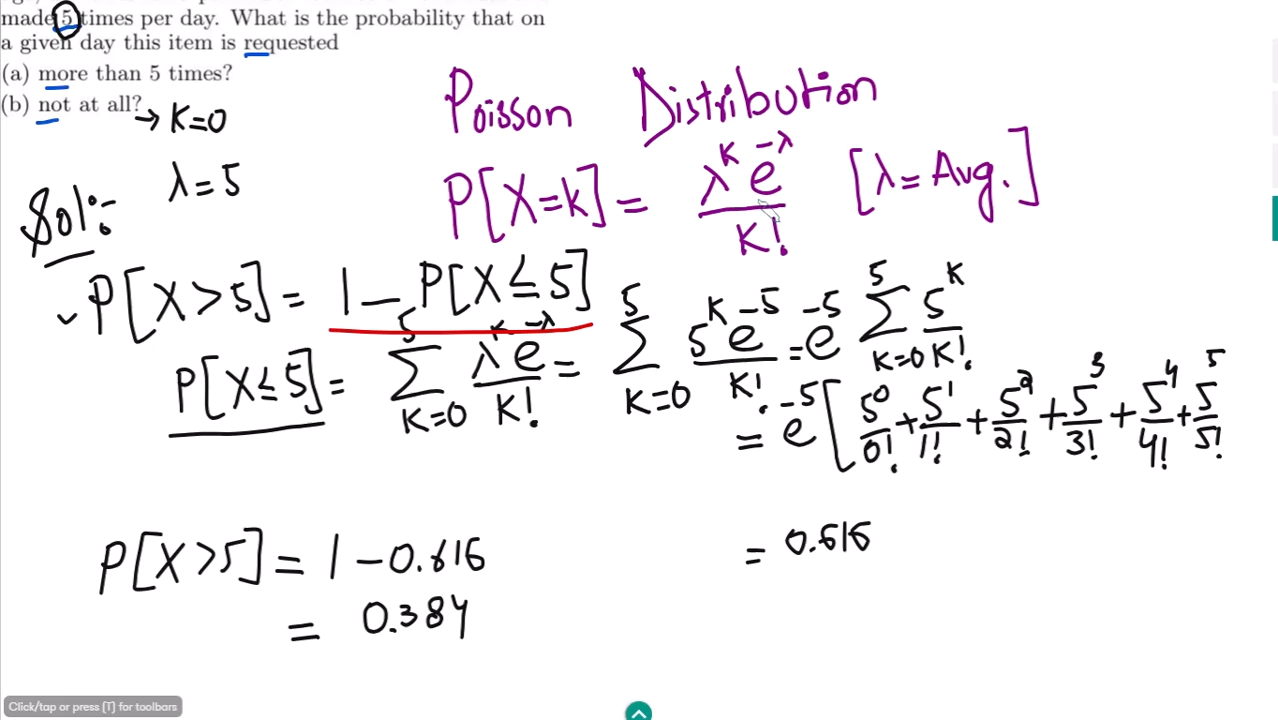 made 5 times per day. What is the probability that on
a given day this item is requested
(a) more than 5 times?
(b) not at all? → K=0
Poisson Distribution
Sol:- λ = 5
P[X=K] = λ^K e^-λ / K! [λ = Avg.]
P[X>5] = 1 - P[X≤5]
P[X≤5] = 5 Σ K=0 λ^K e^-λ / K! = 5 Σ K=0 5^K e^-5 / K! = e^-5 5 Σ K=0 5^K / K!
= e^-5 [ 5^0/0! + 5^1/1! + 5^2/2! + 5^3/3! + 5^4/4! + 5^5/5!
= 0.616
P[X>5] = 1 - 0.616
= 0.384
Click/tap or press [T] for toolbars